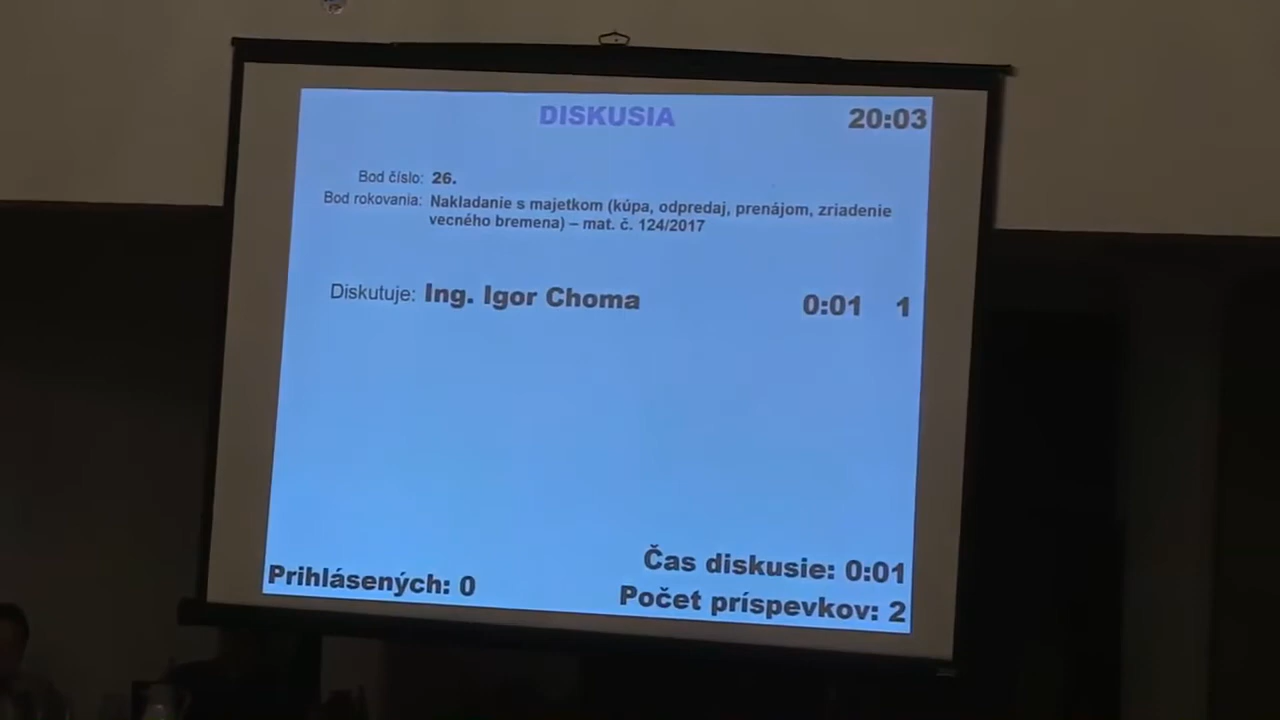 DISKUSIA 20:03
Bod číslo: 26.
Bod rokovania: Nakladanie s majetkom (kúpa, odpredaj, prenájom, zriadenie
vecného bremena) – mat. č. 124/2017
Diskutuje: Ing. Igor Choma 0:01 1
Čas diskusie: 0:01
Prihlásených: 0
Počet príspevkov: 2